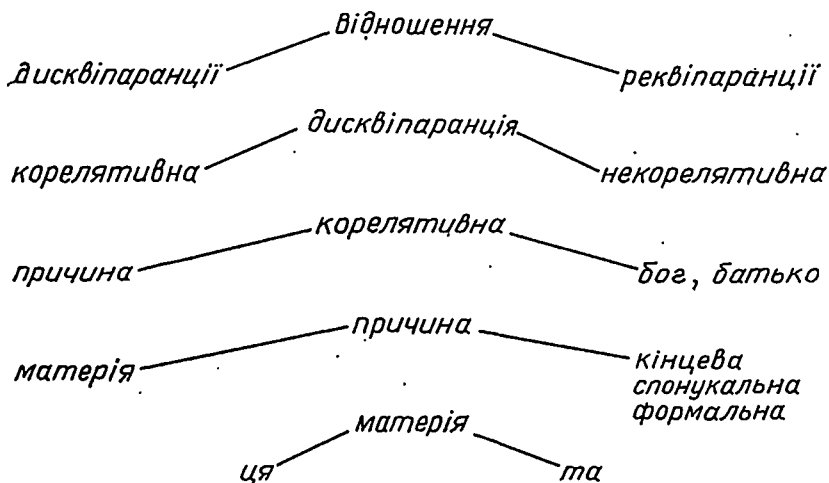 відношення
дисквіпаранції реквіпаранції
дисквіпаранція
корелятивна некорелятивна
корелятивна
причина бог, батько
причина
матерія кінцева
спонукальна
формальна
матерія
ця та